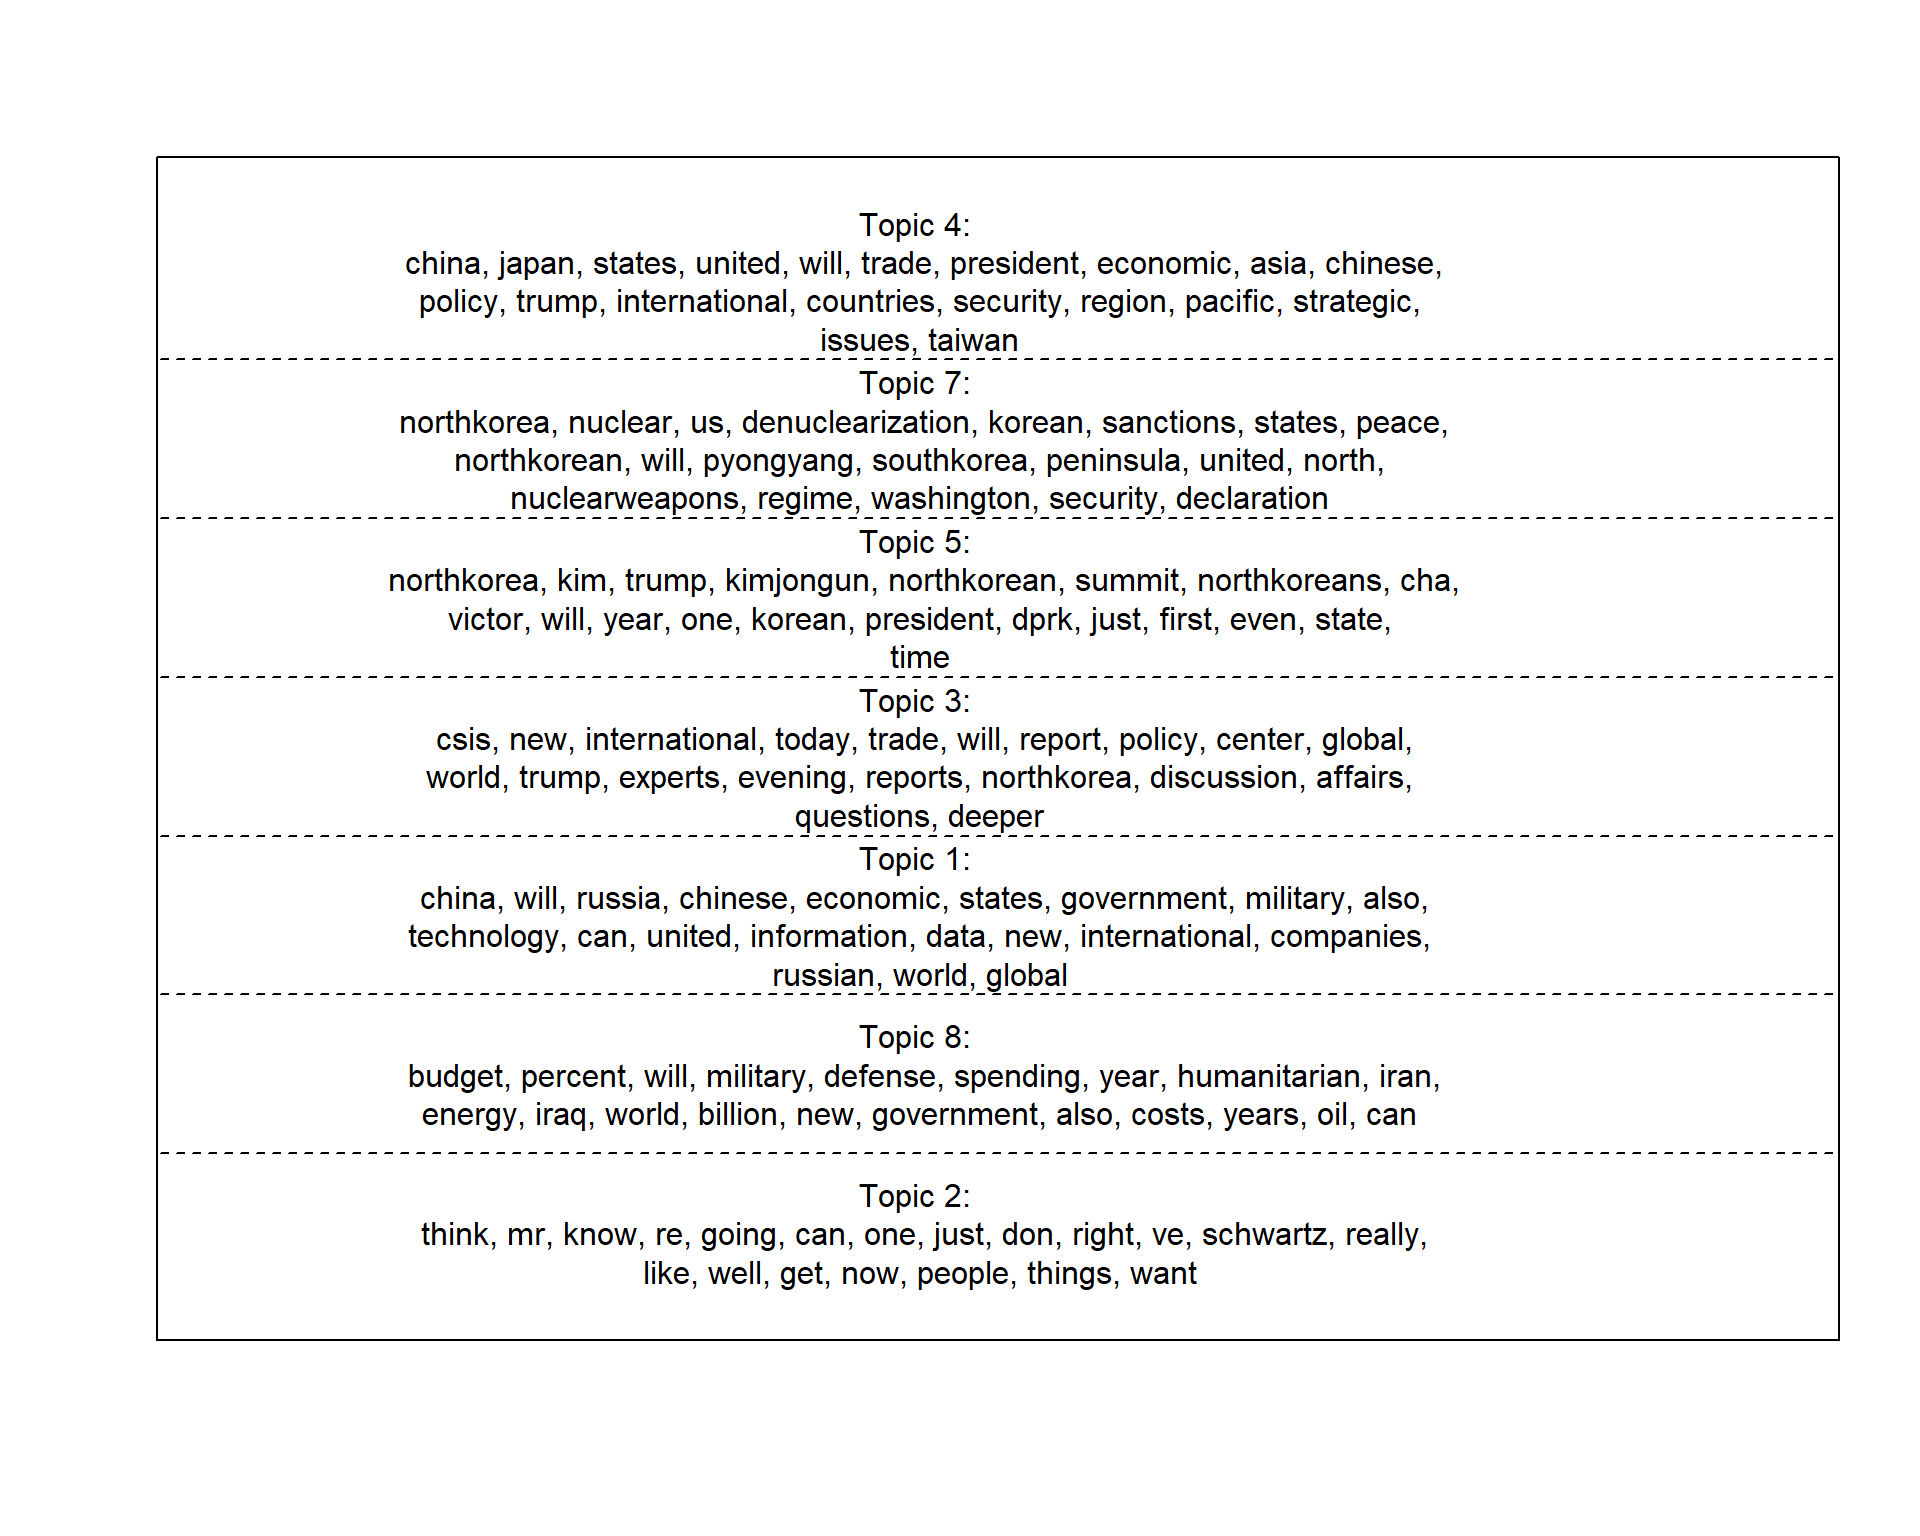 Topic 4:
china, japan, states, united, will, trade, president, economic, asia, chinese,
policy, trump, international, countries, security, region, pacific, strategic,
issues, taiwan
Topic 7:
northkorea, nuclear, us, denuclearization, korean, sanctions, states, peace,
northkorean, will, pyongyang, southkorea, peninsula, united, north,
nuclearweapons, regime, washington, security, declaration
Topic 5:
northkorea, kim, trump, kimjongun, northkorean, summit, northkoreans, cha,
victor, will, year, one, korean, president, dprk, just, first, even, state,
time
Topic 3:
csis, new, international, today, trade, will, report, policy, center, global,
world, trump, experts, evening, reports, northkorea, discussion, affairs,
questions, deeper
Topic 1:
china, will, russia, chinese, economic, states, government, military, also,
technology, can, united, information, data, new, international, companies,
russian, world, global
Topic 8:
budget, percent, will, military, defense, spending, year, humanitarian, iran,
energy, iraq, world, billion, new, government, also, costs, years, oil, can
Topic 2:
think, mr, know, re, going, can, one, just, don, right, ve, schwartz, really,
like, well, get, now, people, things, want